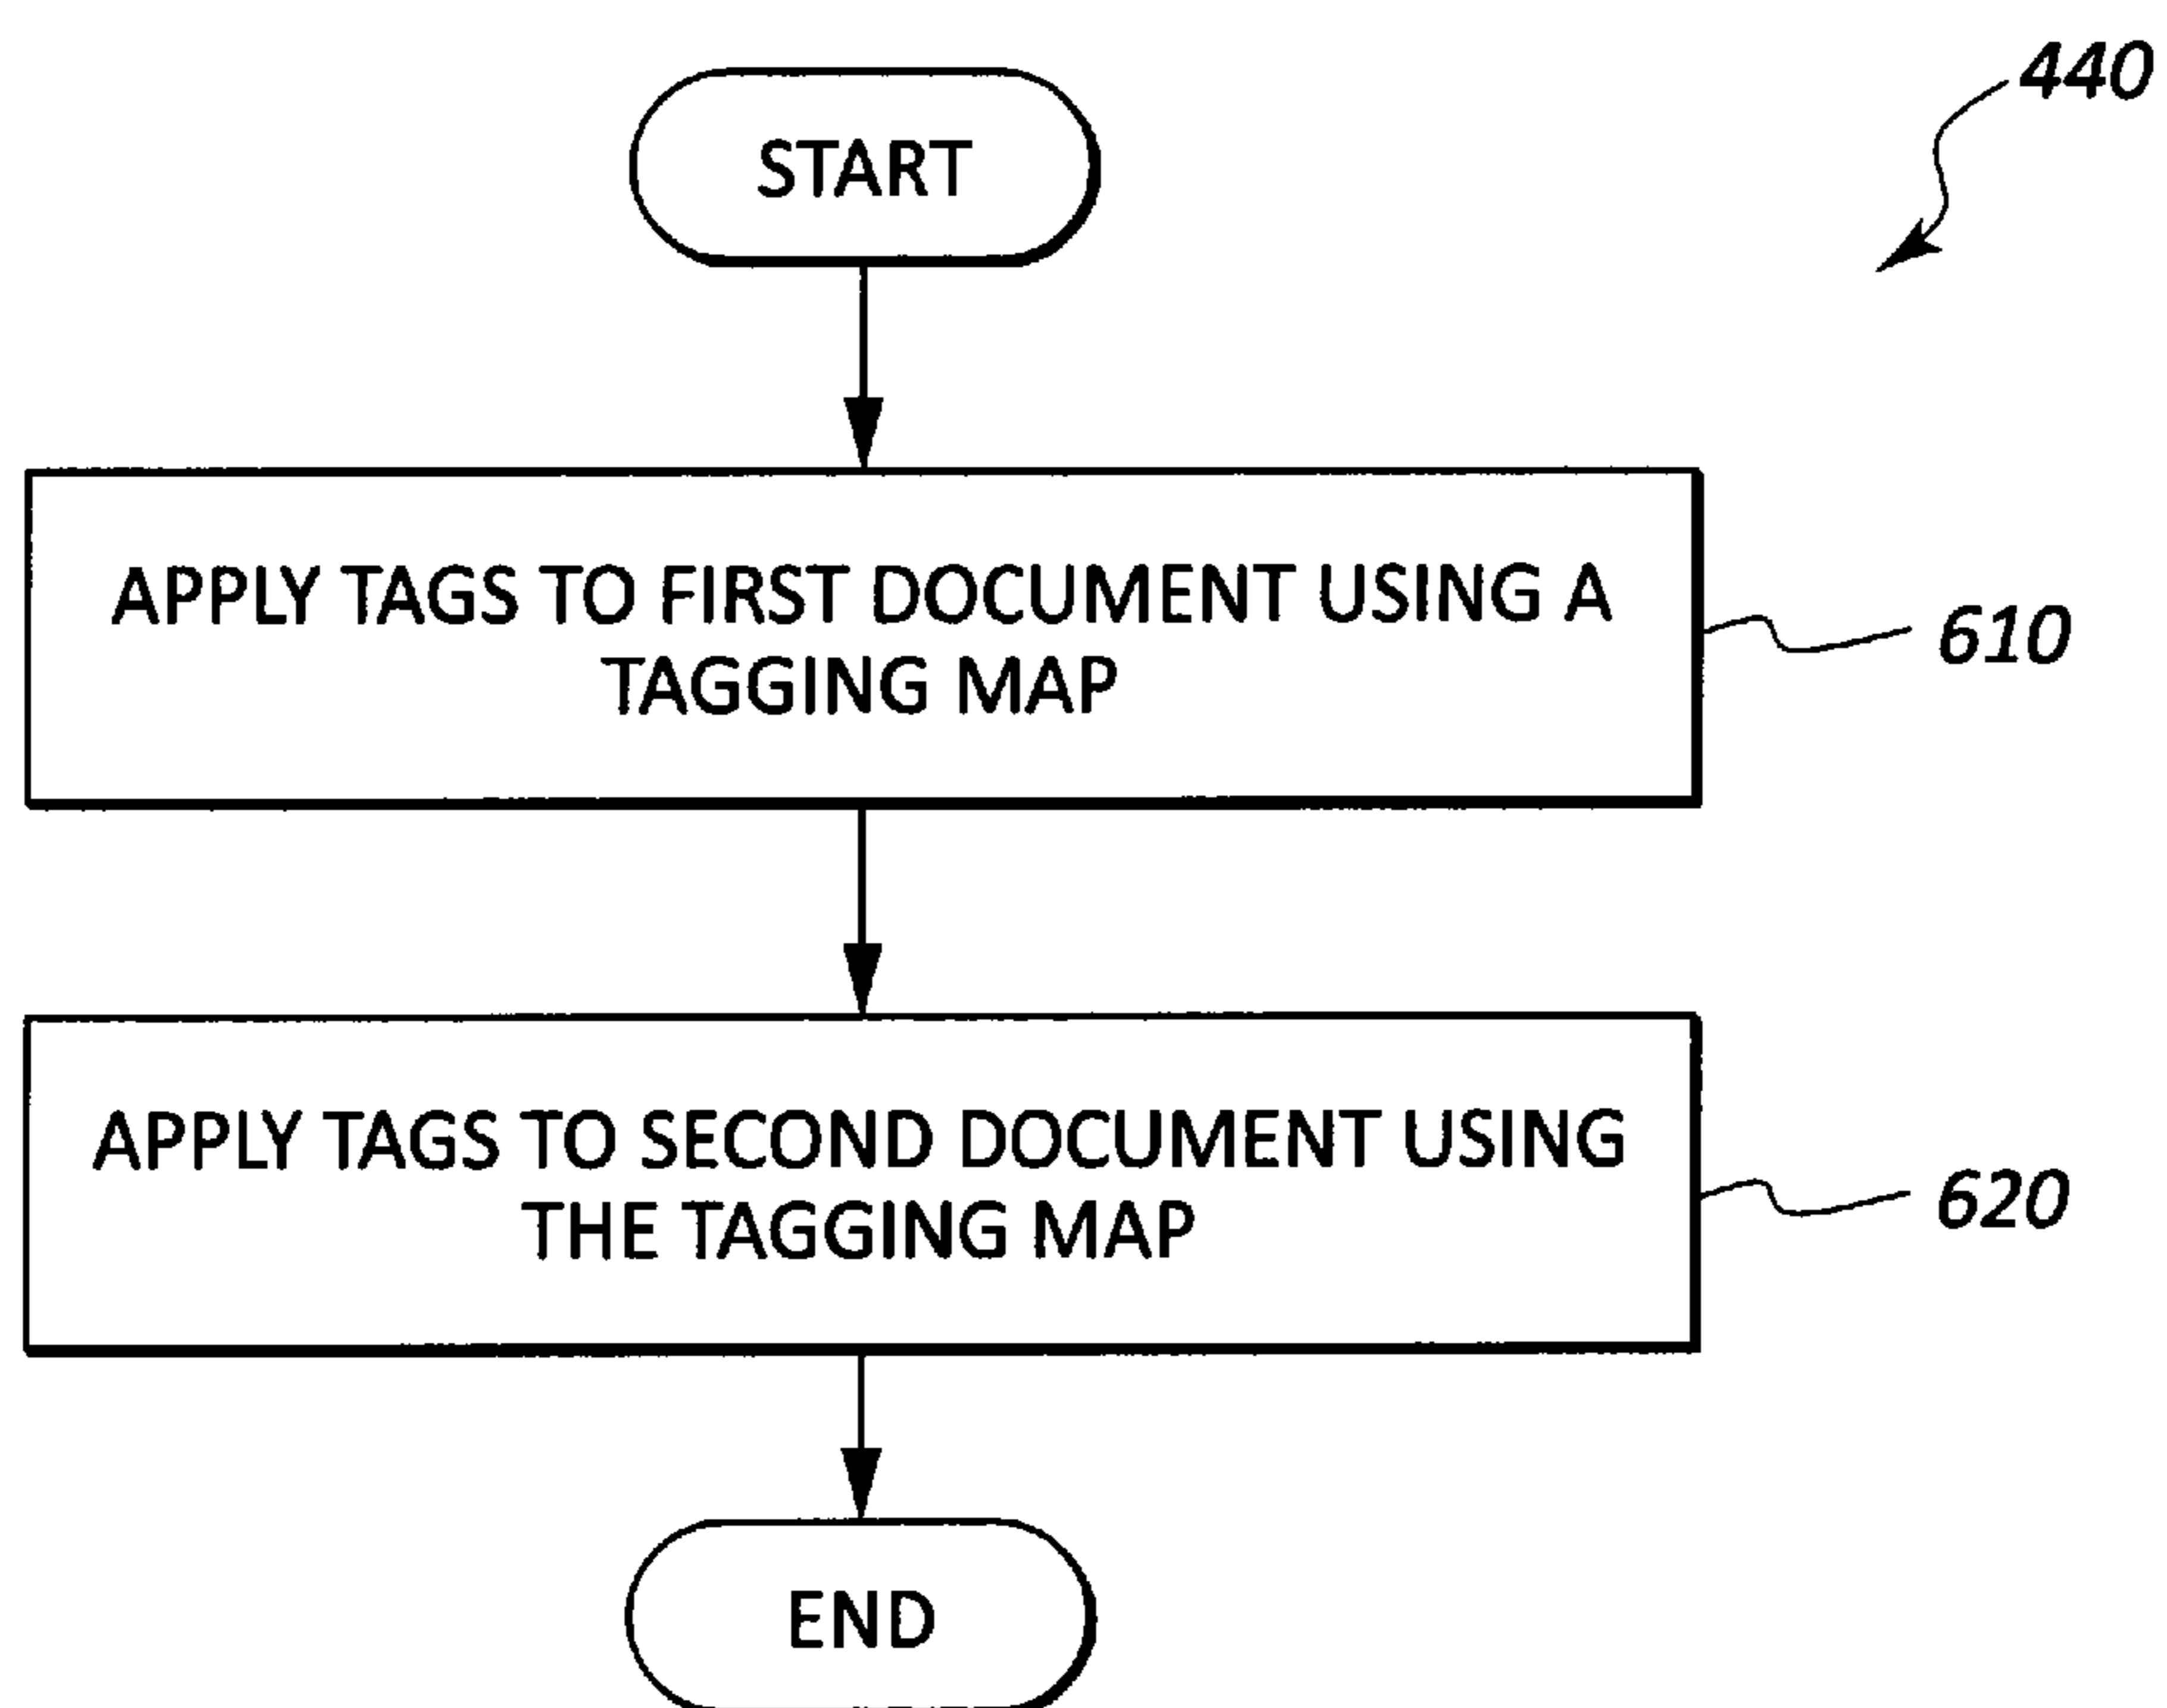 START
440
APPLY TAGS TO FIRST DOCUMENT USING A
TAGGING MAP
610
APPLY TAGS TO SECOND DOCUMENT USING
THE TAGGING MAP
620
END